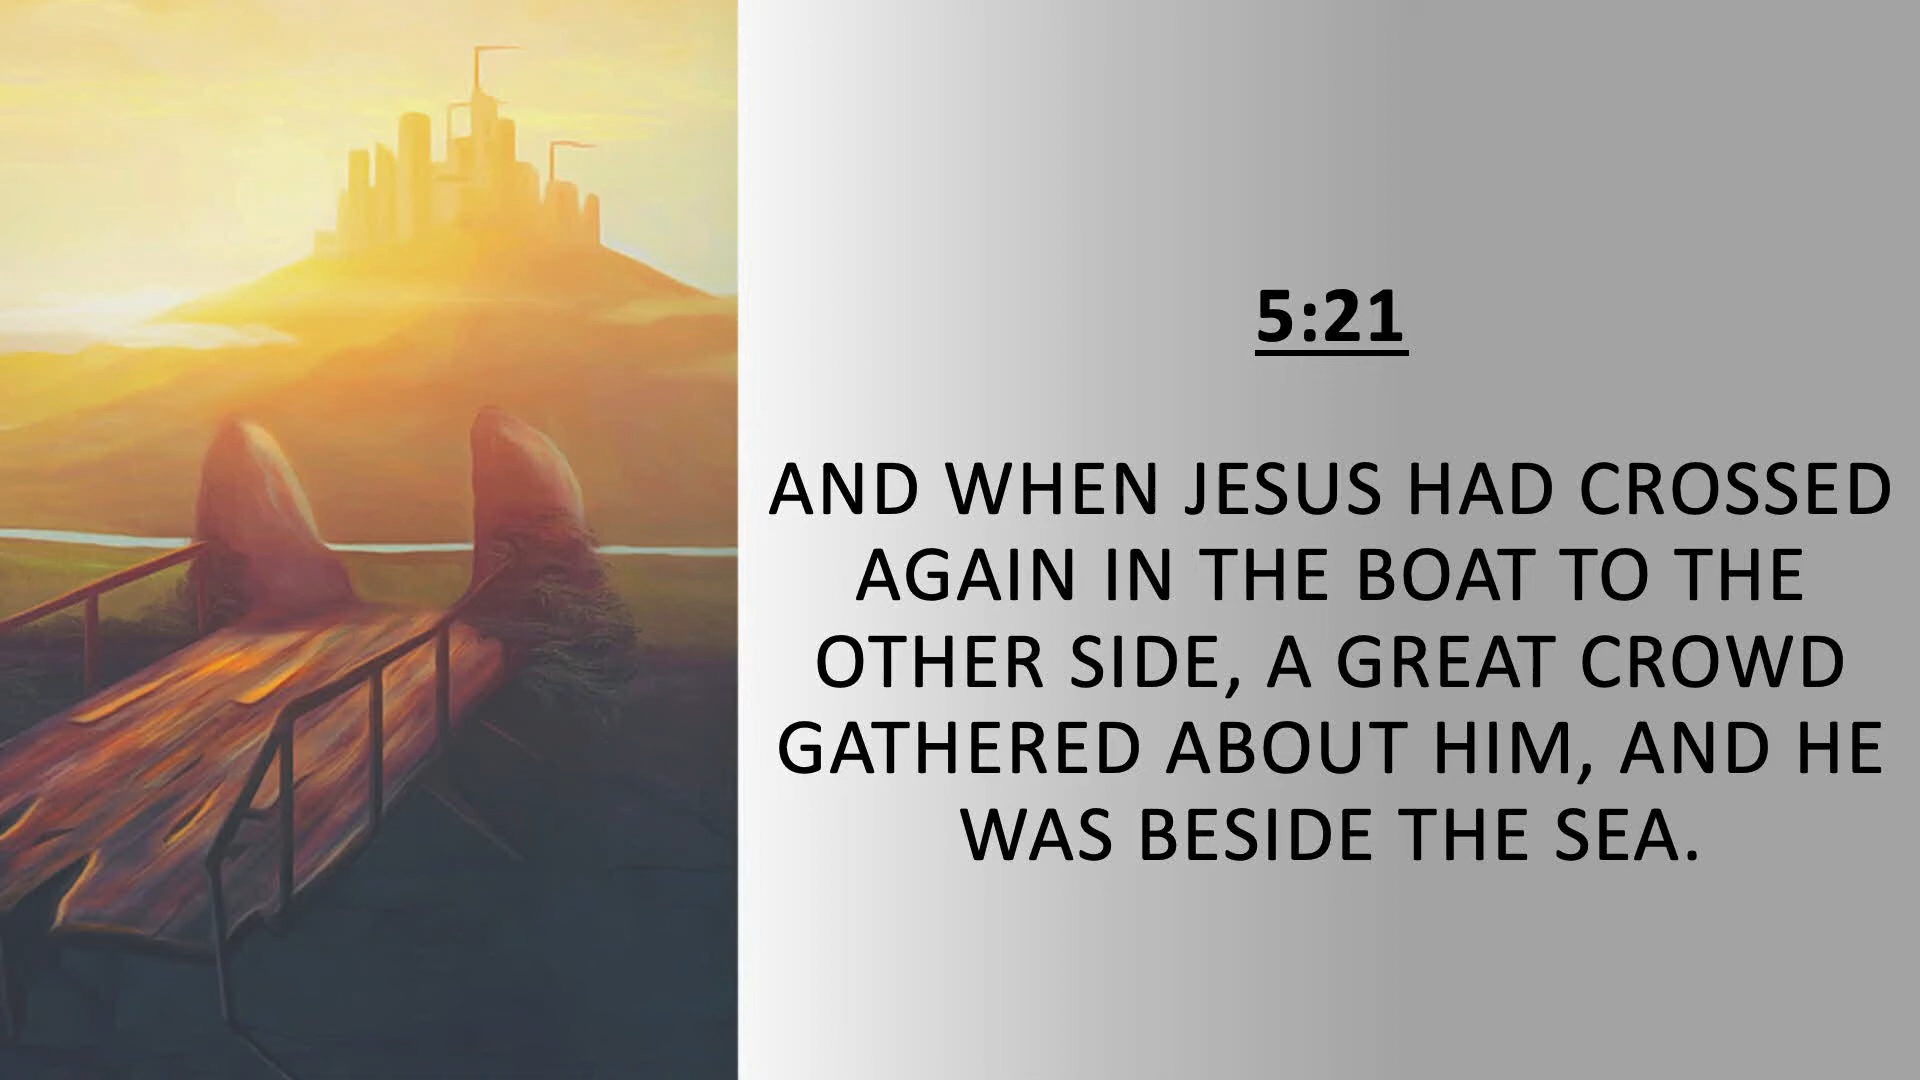 5:21
AND WHEN JESUS HAD CROSSED
AGAIN IN THE BOAT TO THE
OTHER SIDE, A GREAT CROWD
GATHERED ABOUT HIM, AND HE
WAS BESIDE THE SEA.